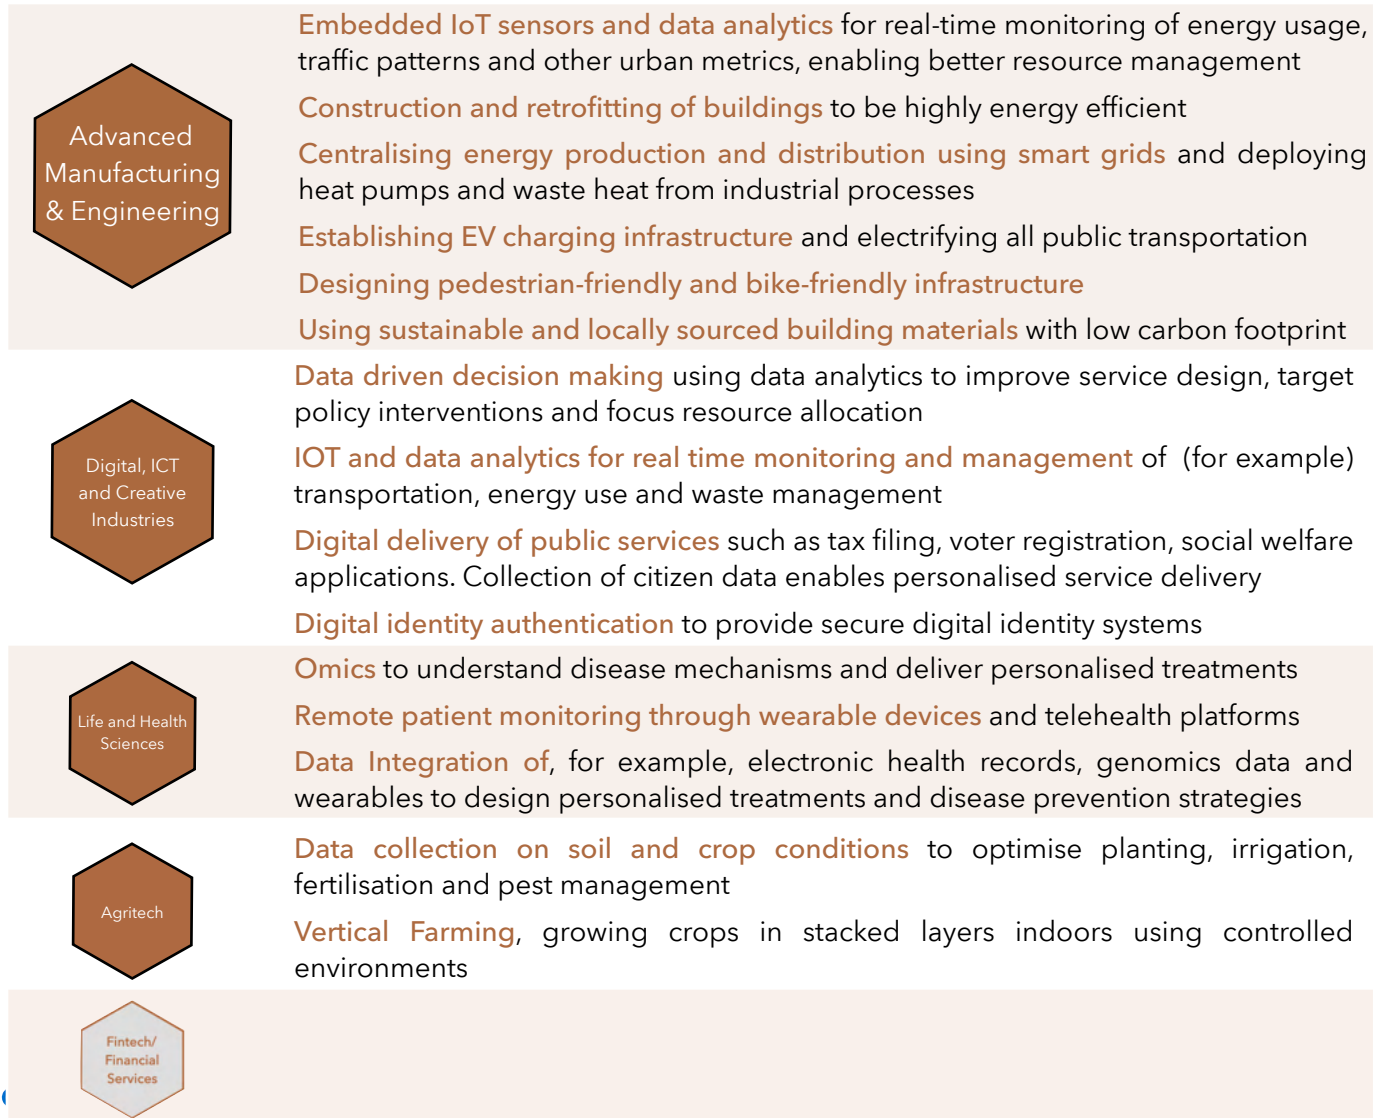 Embedded IoT sensors and data analytics for real-time monitoring of energy usage,
traffic patterns and other urban metrics, enabling better resource management
Construction and retrofitting of buildings to be highly energy efficient
Advanced
Manufacturing
& Engineering
Centralising energy production and distribution using smart grids and deploying
heat pumps and waste heat from industrial processes
Establishing EV charging infrastructure and electrifying all public transportation
Designing pedestrian-friendly and bike-friendly infrastructure
Using sustainable and locally sourced building materials with low carbon footprint
Data driven decision making using data analytics to improve service design, target
policy interventions and focus resource allocation
Digital, ICT
and Creative
Industries
IOT and data analytics for real time monitoring and management of (for example)
transportation, energy use and waste management
Digital delivery of public services such as tax filing, voter registration, social welfare
applications. Collection of citizen data enables personalised service delivery
Digital identity authentication to provide secure digital identity systems
Omics to understand disease mechanisms and deliver personalised treatments
Life and Health
Sciences
Remote patient monitoring through wearable devices and telehealth platforms
Data Integration of, for example, electronic health records, genomics data and
wearables to design personalised treatments and disease prevention strategies
Data collection on soil and crop conditions to optimise planting, irrigation,
fertilisation and pest management
Agritech
Vertical Farming, growing crops in stacked layers indoors using controlled
environments
Fintech/
Financial
Services